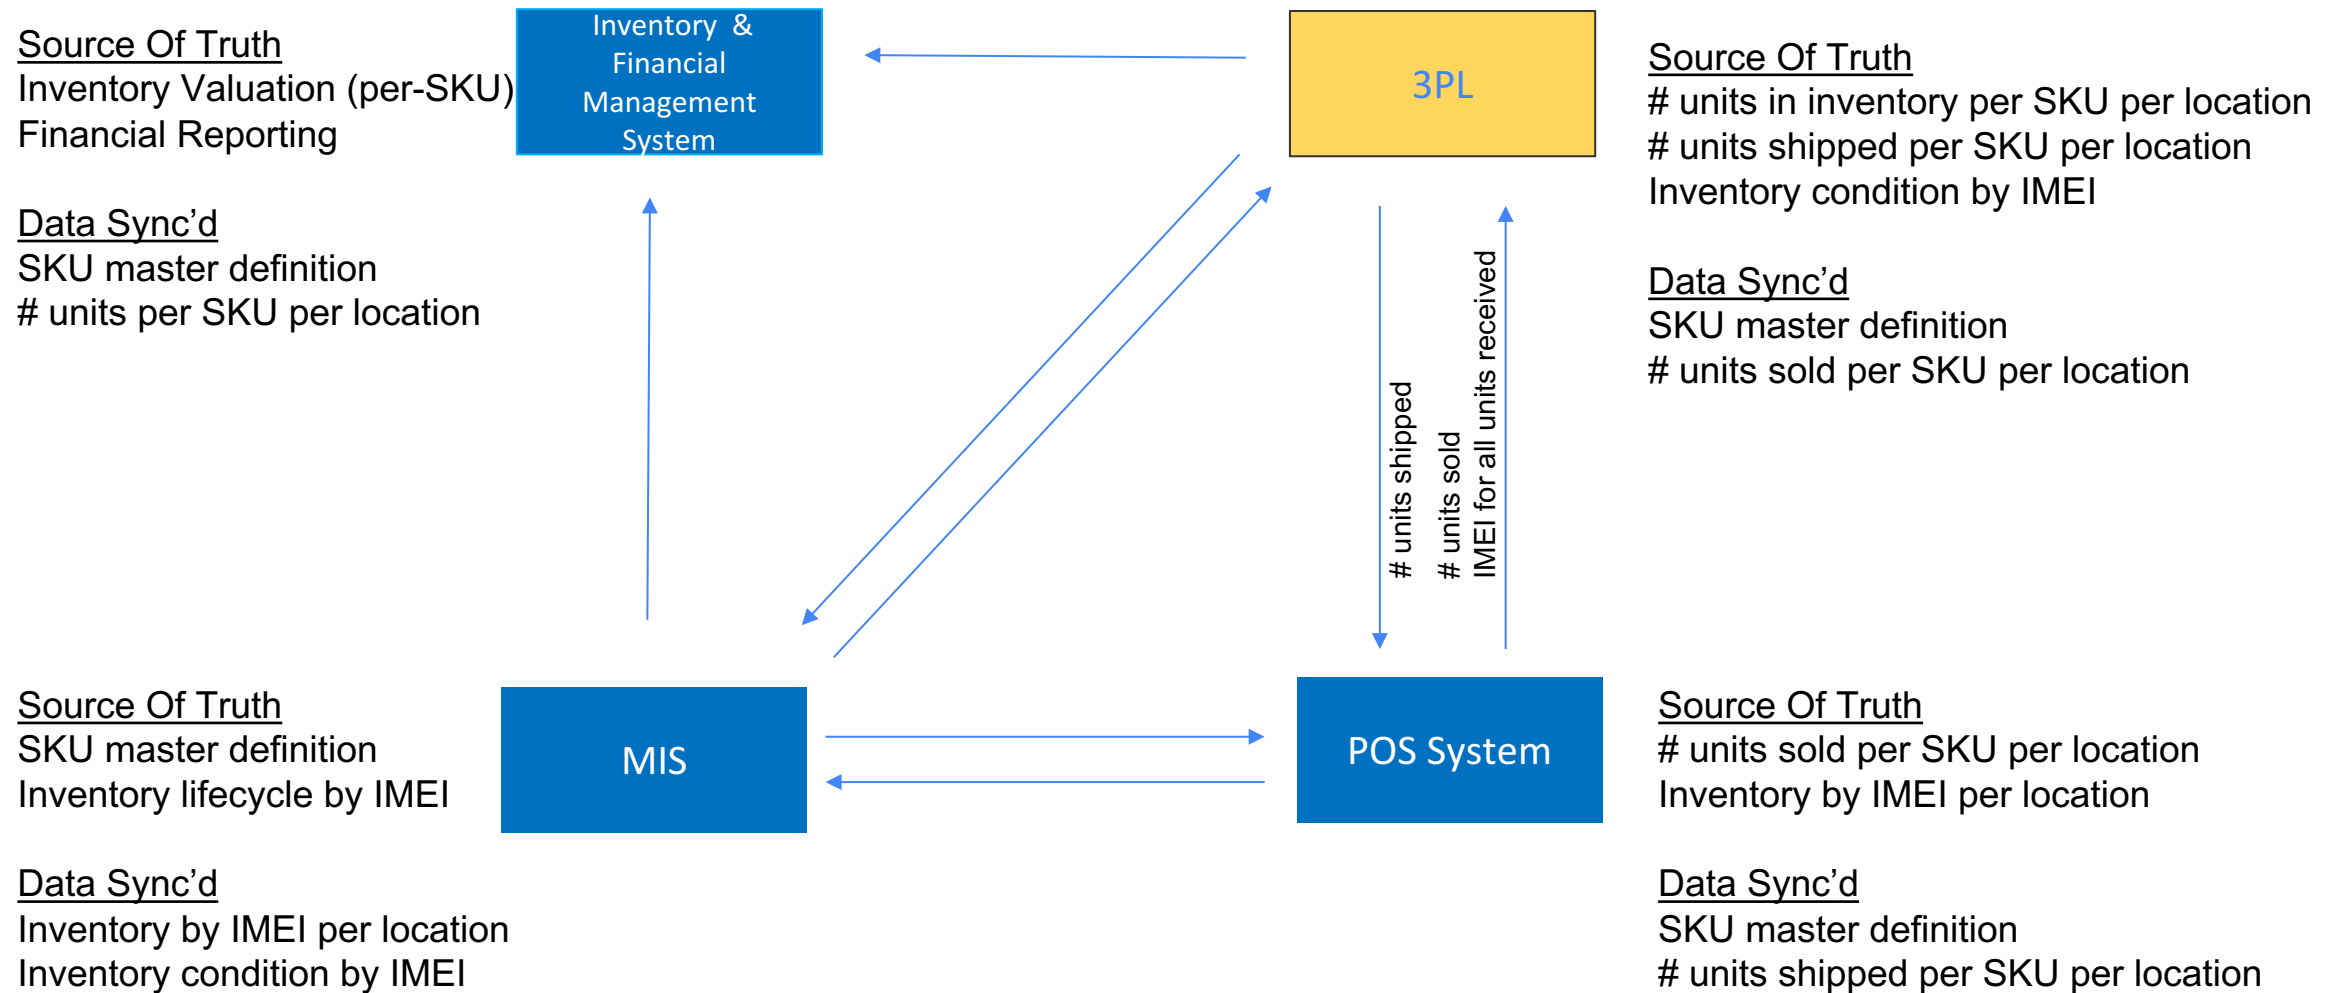 Source Of Truth
Inventory Valuation (per-SKU)
Financial Reporting
Data Sync’d
SKU master definition
# units per SKU per location
Inventory &
Financial
Management
System
3PL
Source Of Truth
# units in inventory per SKU per location
# units shipped per SKU per location
Inventory condition by IMEI
Data Sync’d
SKU master definition
# units sold per SKU per location
# units shipped
# units sold
IMEI for all units received
Source Of Truth
SKU master definition
Inventory lifecycle by IMEI
Data Sync’d
Inventory by IMEI per location
Inventory condition by IMEI
MIS
POS System
Source Of Truth
# units sold per SKU per location
Inventory by IMEI per location
Data Sync’d
SKU master definition
# units shipped per SKU per location